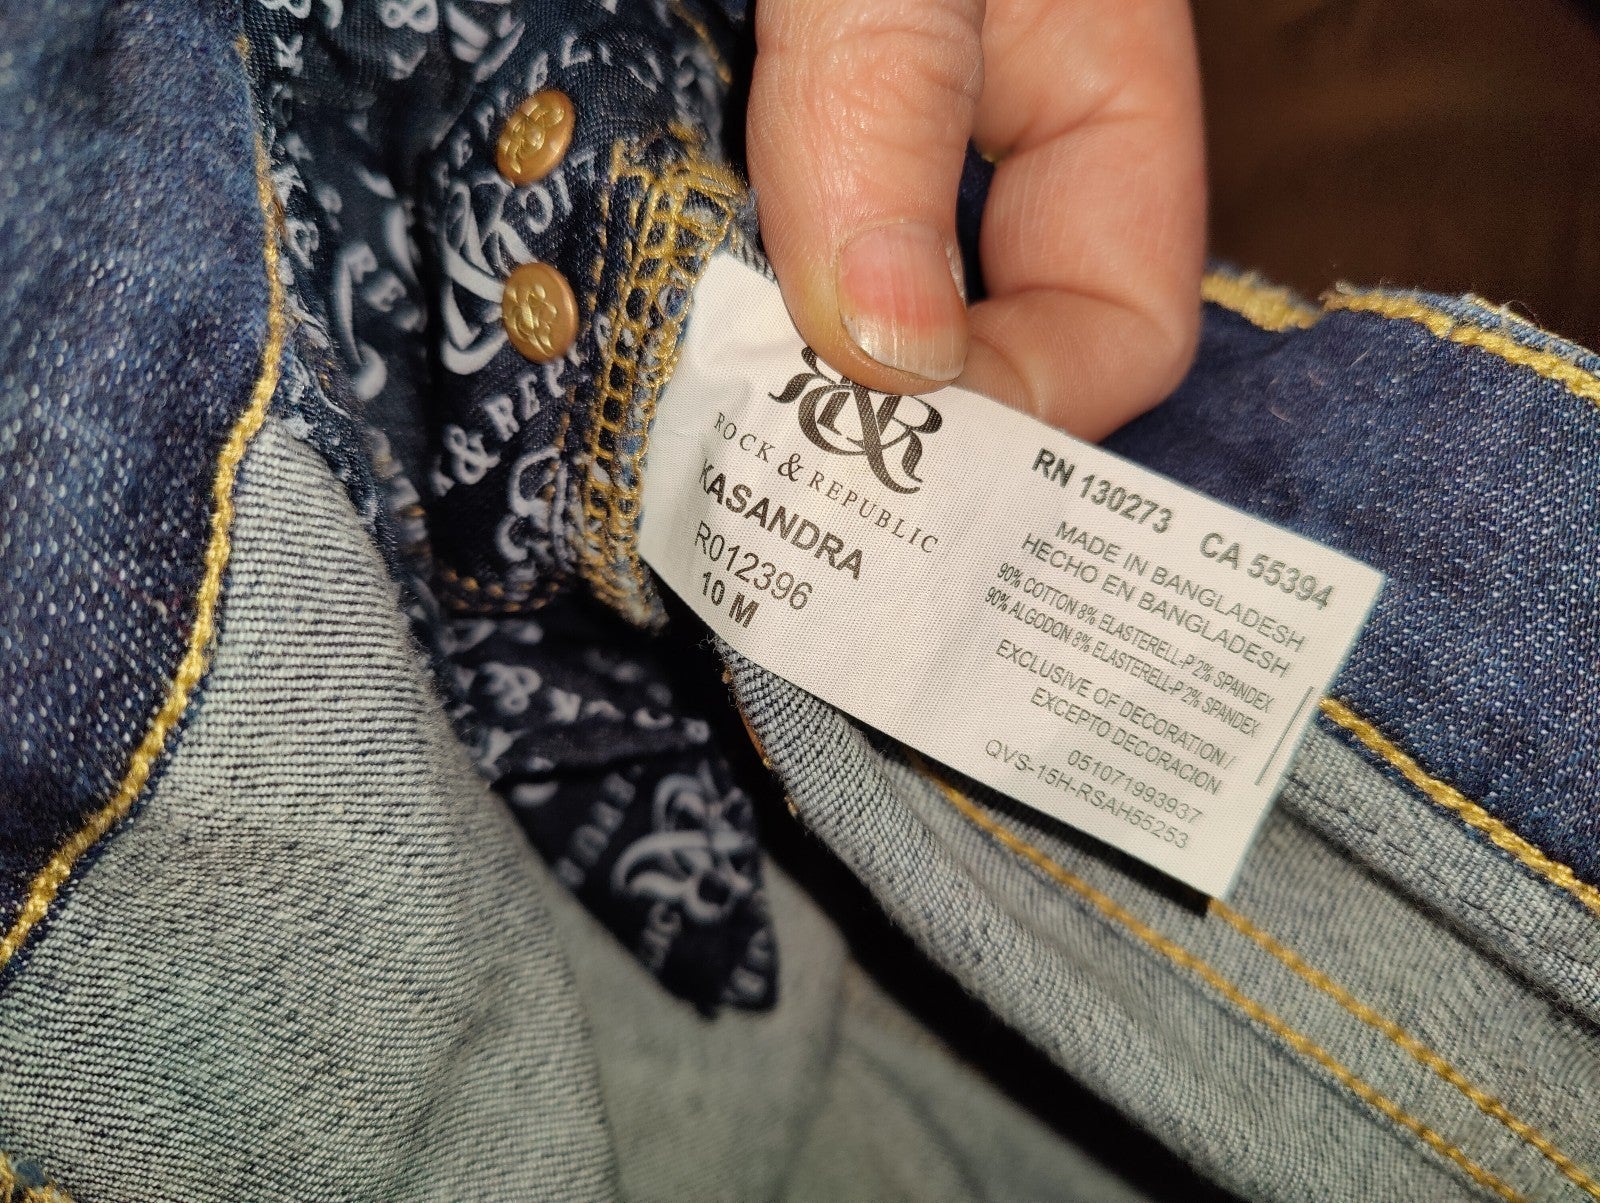 R&R
ROCK & REPUBLIC
KASANDRA
R012396
10 M
RN 130273 CA 55394
MADE IN BANGLADESH
HECHO EN BANGLADESH
90% COTTON 8% ELASTERELL-P 2% SPANDEX
90% ALGODON 8% ELASTERELL-P 2% SPANDEX
EXCLUSIVE OF DECORATION/
EXCEPTO DECORACION
051071993937
QVS-15H-RSAH55253